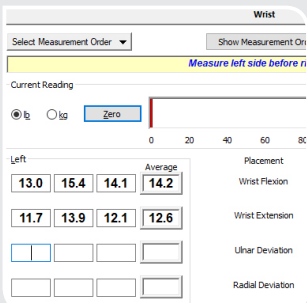 Wrist
Select Measurement Order Show Measurement Ord
Measure left side before ri
Current Reading
lb kg Zero
0 20 40 60 80
Left Average Placement
13.0 15.4 14.1 14.2 Wrist Flexion
11.7 13.9 12.1 12.6 Wrist Extension
Ulnar Deviation
Radial Deviation